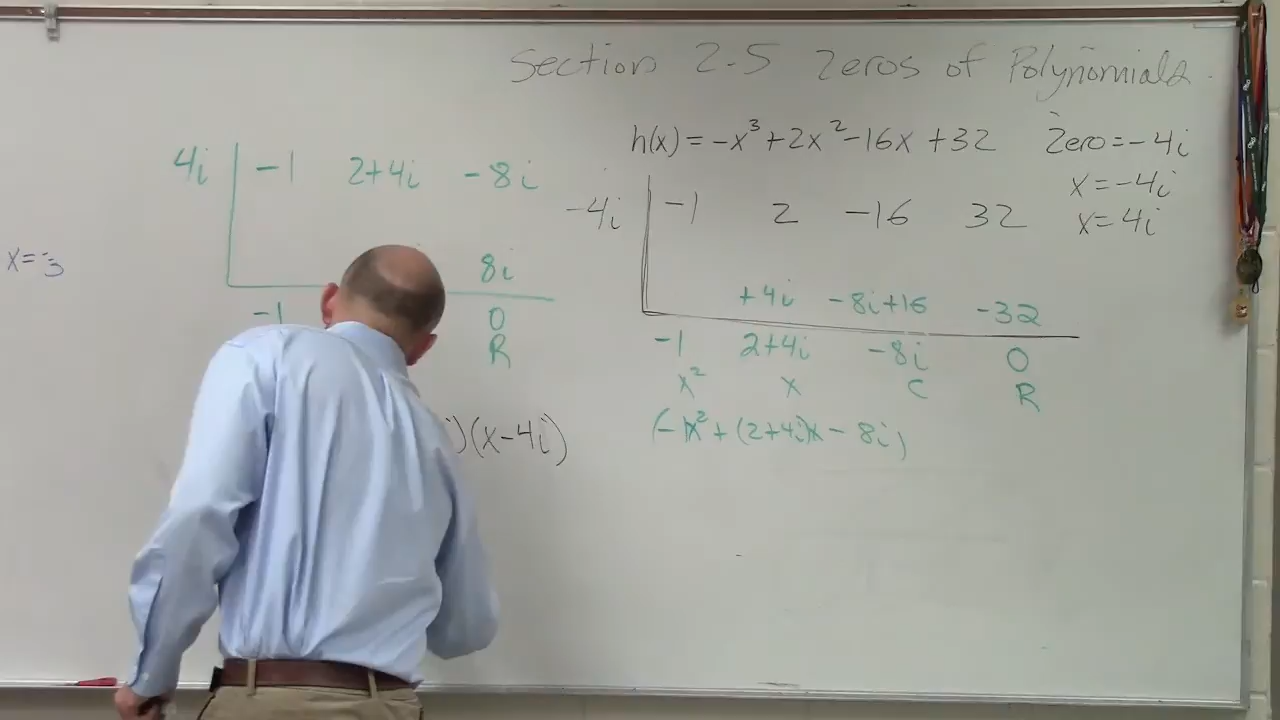 Section 2.5 Zeros of Polynomials
h(x) = -x³ + 2x² - 16x + 32 Zero = -4i
x = -4i
x = 4i
-4i | -1 2 -16 32
+4i -8i+16 -32
-1 2+4i -8i 0
x² x C R
(-1x² + (2+4i)x - 8i)
4i | -1 2+4i -8i
8i
-1 0
R
)(x-4i)